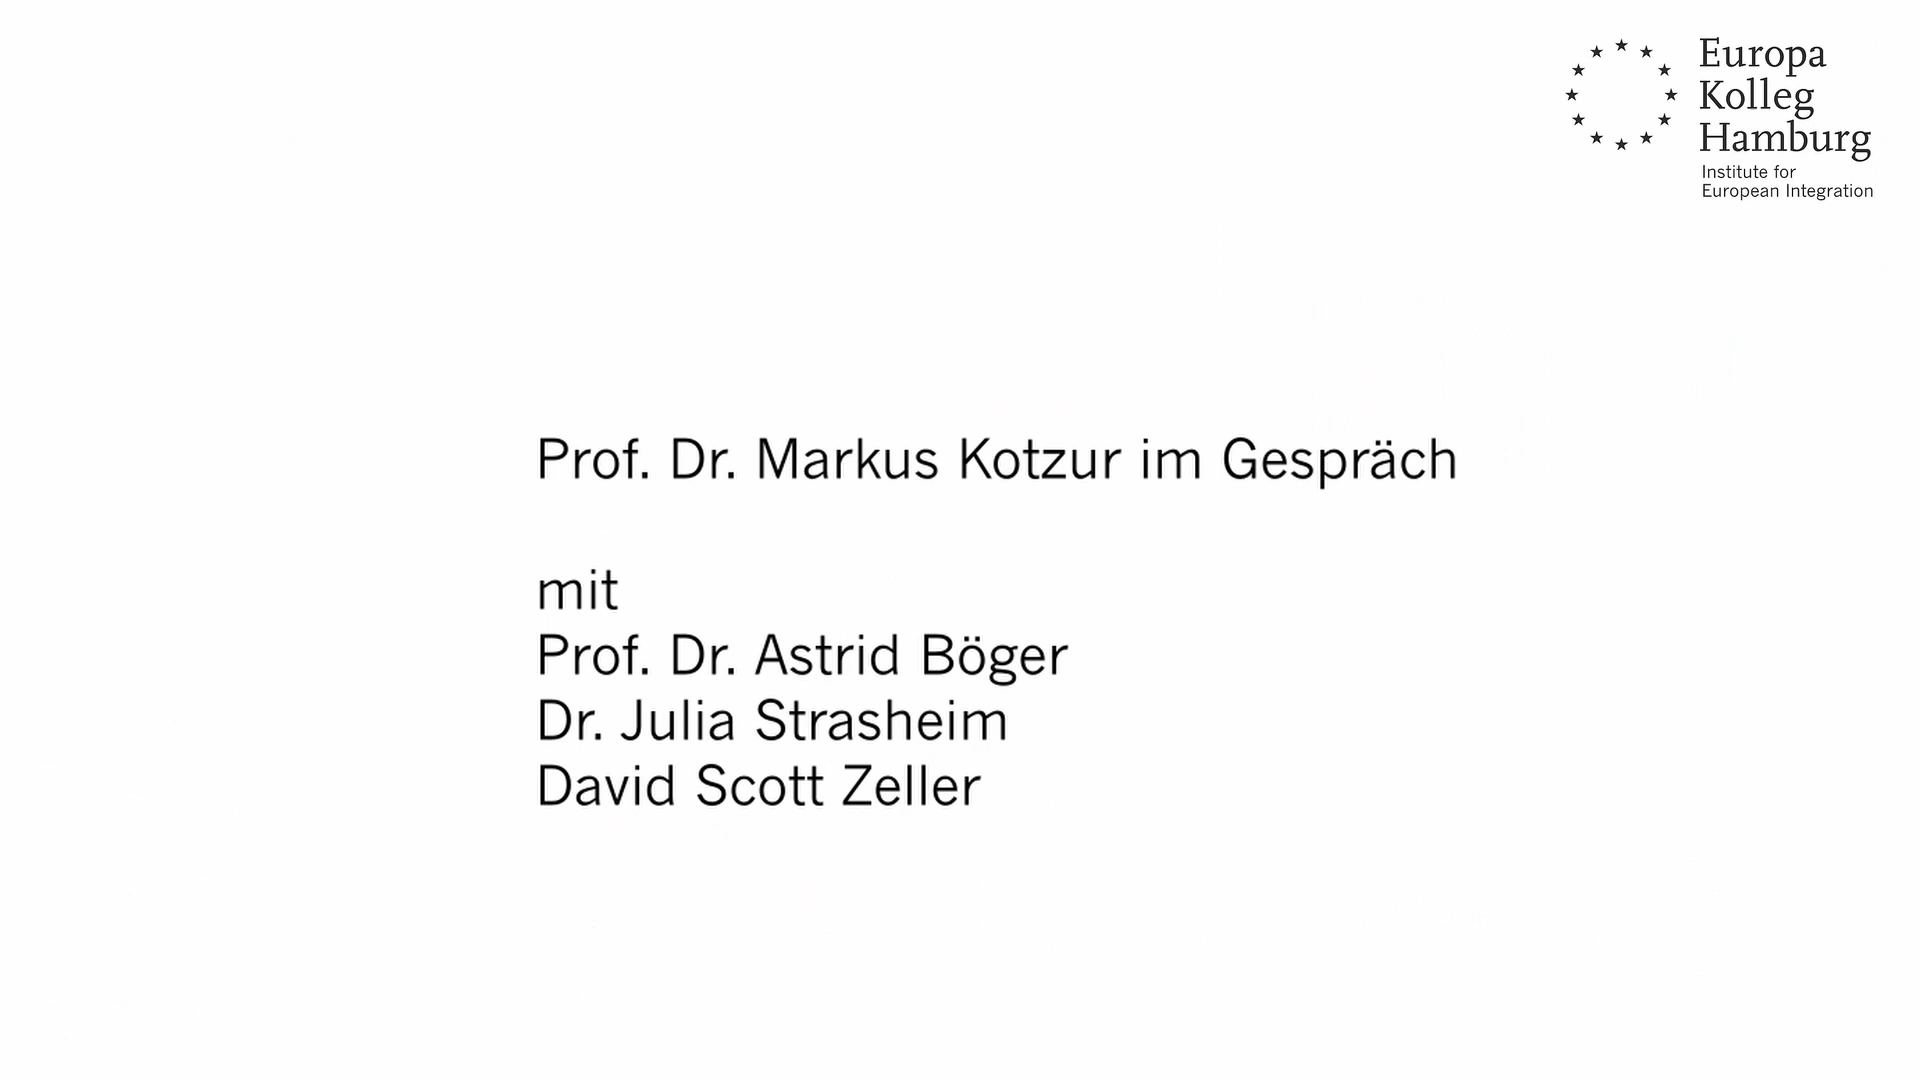 Europa
Kolleg
Hamburg
Institute for
European Integration
Prof. Dr. Markus Kotzur im Gespräch
mit
Prof. Dr. Astrid Böger
Dr. Julia Strasheim
David Scott Zeller